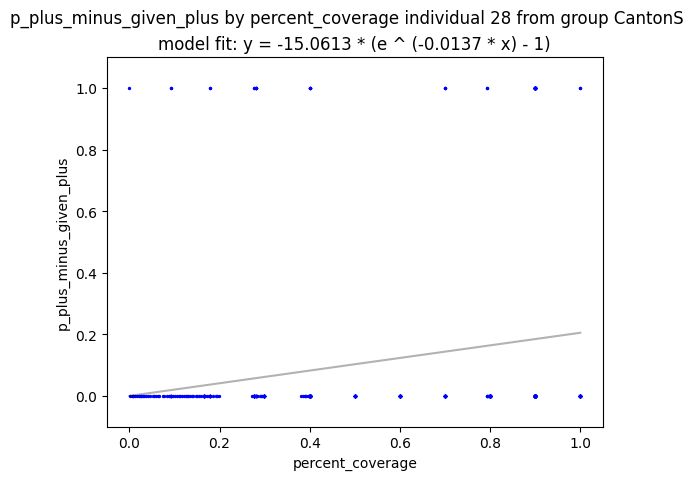 p_plus_minus_given_plus by percent_coverage individual 28 from group CantonS
model fit: y = -15.0613 * (e ^ (-0.0137 * x) - 1)
1.0
0.8
0.6
0.4
0.2
0.0
p_plus_minus_given_plus
0.0 0.2 0.4 0.6 0.8 1.0
percent_coverage